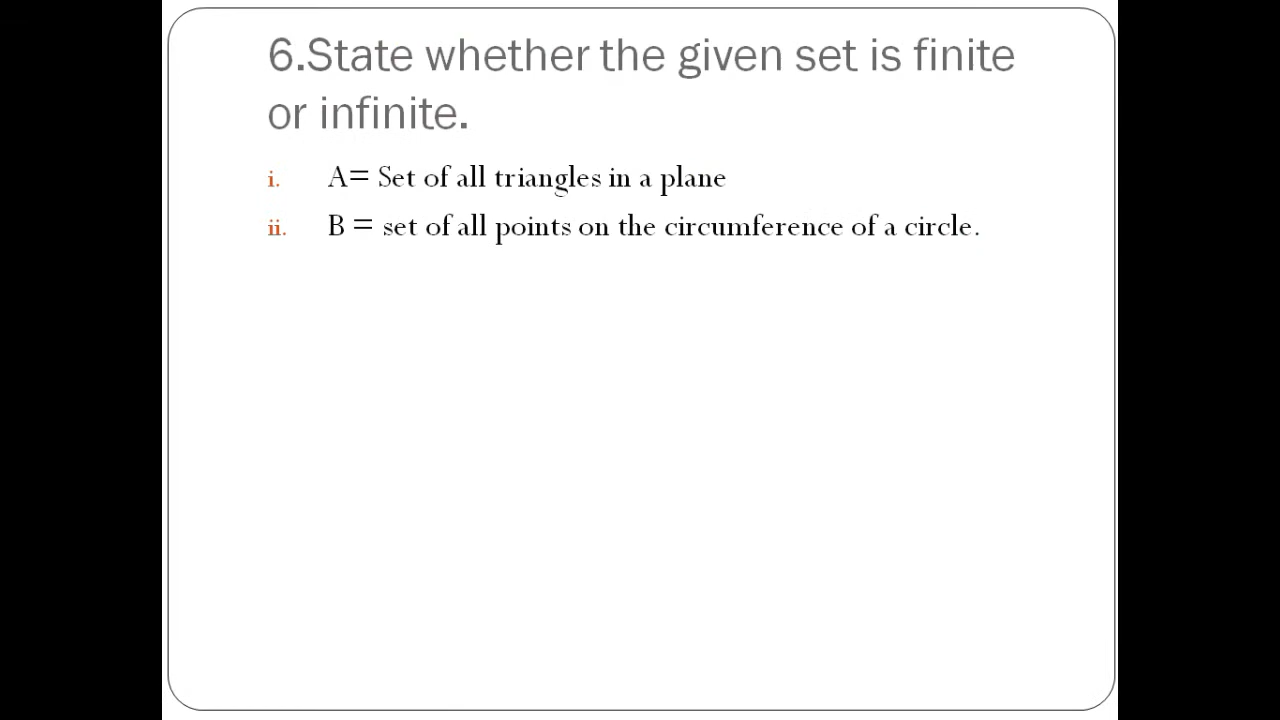 6.State whether the given set is finite
or infinite.
i. A= Set of all triangles in a plane
ii. B = set of all points on the circumference of a circle.